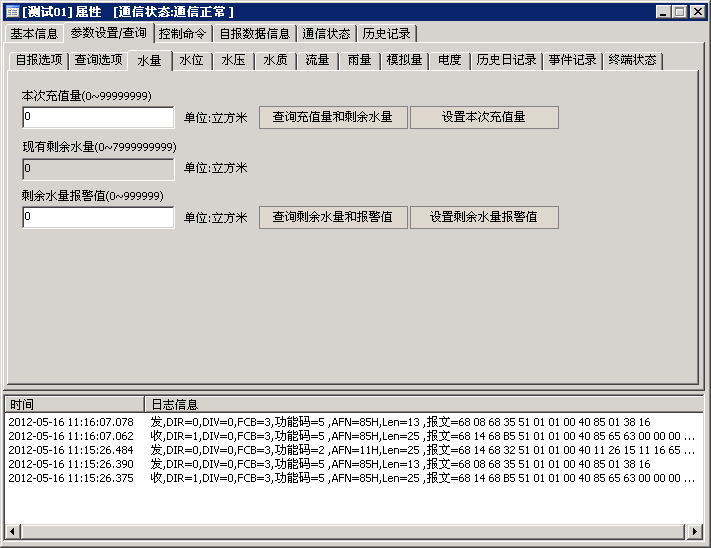 [测试01] 属性 [通信状态:通信正常]
基本信息 参数设置/查询 控制命令 自报数据信息 通信状态 历史记录
自报选项 查询选项 水量 水位 水压 水质 流量 雨量 模拟量 电度 历史日记录 事件记录 终端状态
本次充值量(0~99999999)
0 单位:立方米 查询充值量和剩余水量 设置本次充值量
现有剩余水量(0~7999999999)
0 单位:立方米
剩余水量报警值(0~999999)
0 单位:立方米 查询剩余水量和报警值 设置剩余水量报警值
时间 日志信息
2012-05-16 11:16:07.078 发,DIR=0,DIV=0,FCB=3,功能码=5 ,AFN=85H,Len=13 ,报文=68 08 68 35 51 01 01 00 40 85 01 38 16
2012-05-16 11:16:07.062 收,DIR=1,DIV=0,FCB=3,功能码=5 ,AFN=85H,Len=25 ,报文=68 14 68 B5 51 01 01 00 40 85 65 63 00 00 00 ...
2012-05-16 11:15:26.484 发,DIR=0,DIV=0,FCB=3,功能码=2 ,AFN=11H,Len=25 ,报文=68 14 68 32 51 01 01 00 40 11 26 15 11 16 65 ...
2012-05-16 11:15:26.390 发,DIR=0,DIV=0,FCB=3,功能码=5 ,AFN=85H,Len=13 ,报文=68 08 68 35 51 01 01 00 40 85 01 38 16
2012-05-16 11:15:26.375 收,DIR=1,DIV=0,FCB=3,功能码=5 ,AFN=85H,Len=25 ,报文=68 14 68 B5 51 01 01 00 40 85 65 63 00 00 00 ...